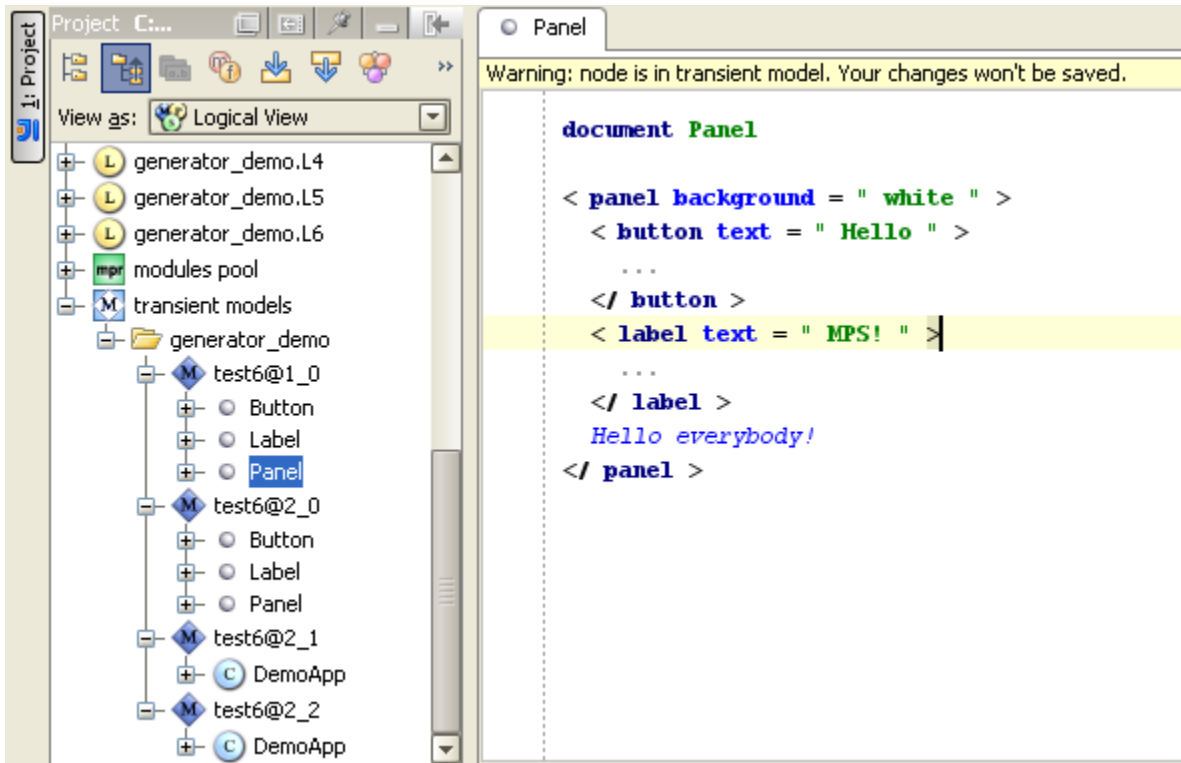 1: Project
Project C:...
View as: Logical View
generator_demo.L4
generator_demo.L5
generator_demo.L6
mpr modules pool
transient models
generator_demo
test6@1_0
Button
Label
Panel
test6@2_0
Button
Label
Panel
test6@2_1
DemoApp
test6@2_2
DemoApp
Panel
Warning: node is in transient model. Your changes won't be saved.
document Panel
< panel background = " white " >
< button text = " Hello " >
...
</ button >
< label text = " MPS! " >
...
</ label >
Hello everybody!
</ panel >